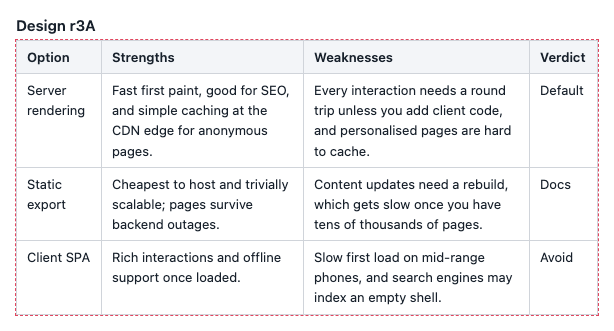 Design r3A
Option Strengths Weaknesses Verdict
Server rendering
Fast first paint, good for SEO,
and simple caching at the
CDN edge for anonymous
pages.
Every interaction needs a round
trip unless you add client code,
and personalised pages are hard
to cache.
Default
Static export
Cheapest to host and trivially
scalable; pages survive
backend outages.
Content updates need a rebuild,
which gets slow once you have
tens of thousands of pages.
Docs
Client SPA
Rich interactions and offline
support once loaded.
Slow first load on mid-range
phones, and search engines may
index an empty shell.
Avoid